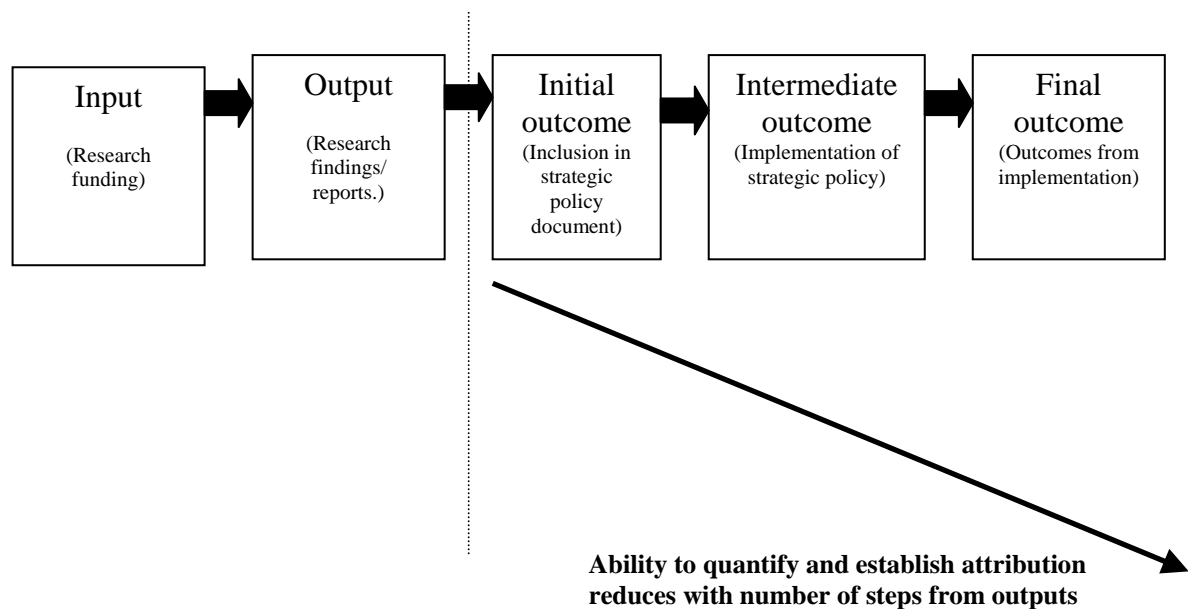 Input
(Research
funding)
Output
(Research
findings/
reports.)
Initial
outcome
(Inclusion in
strategic
policy
document)
Intermediate
outcome
(Implementation of
strategic policy)
Final
outcome
(Outcomes from
implementation)
Ability to quantify and establish attribution
reduces with number of steps from outputs